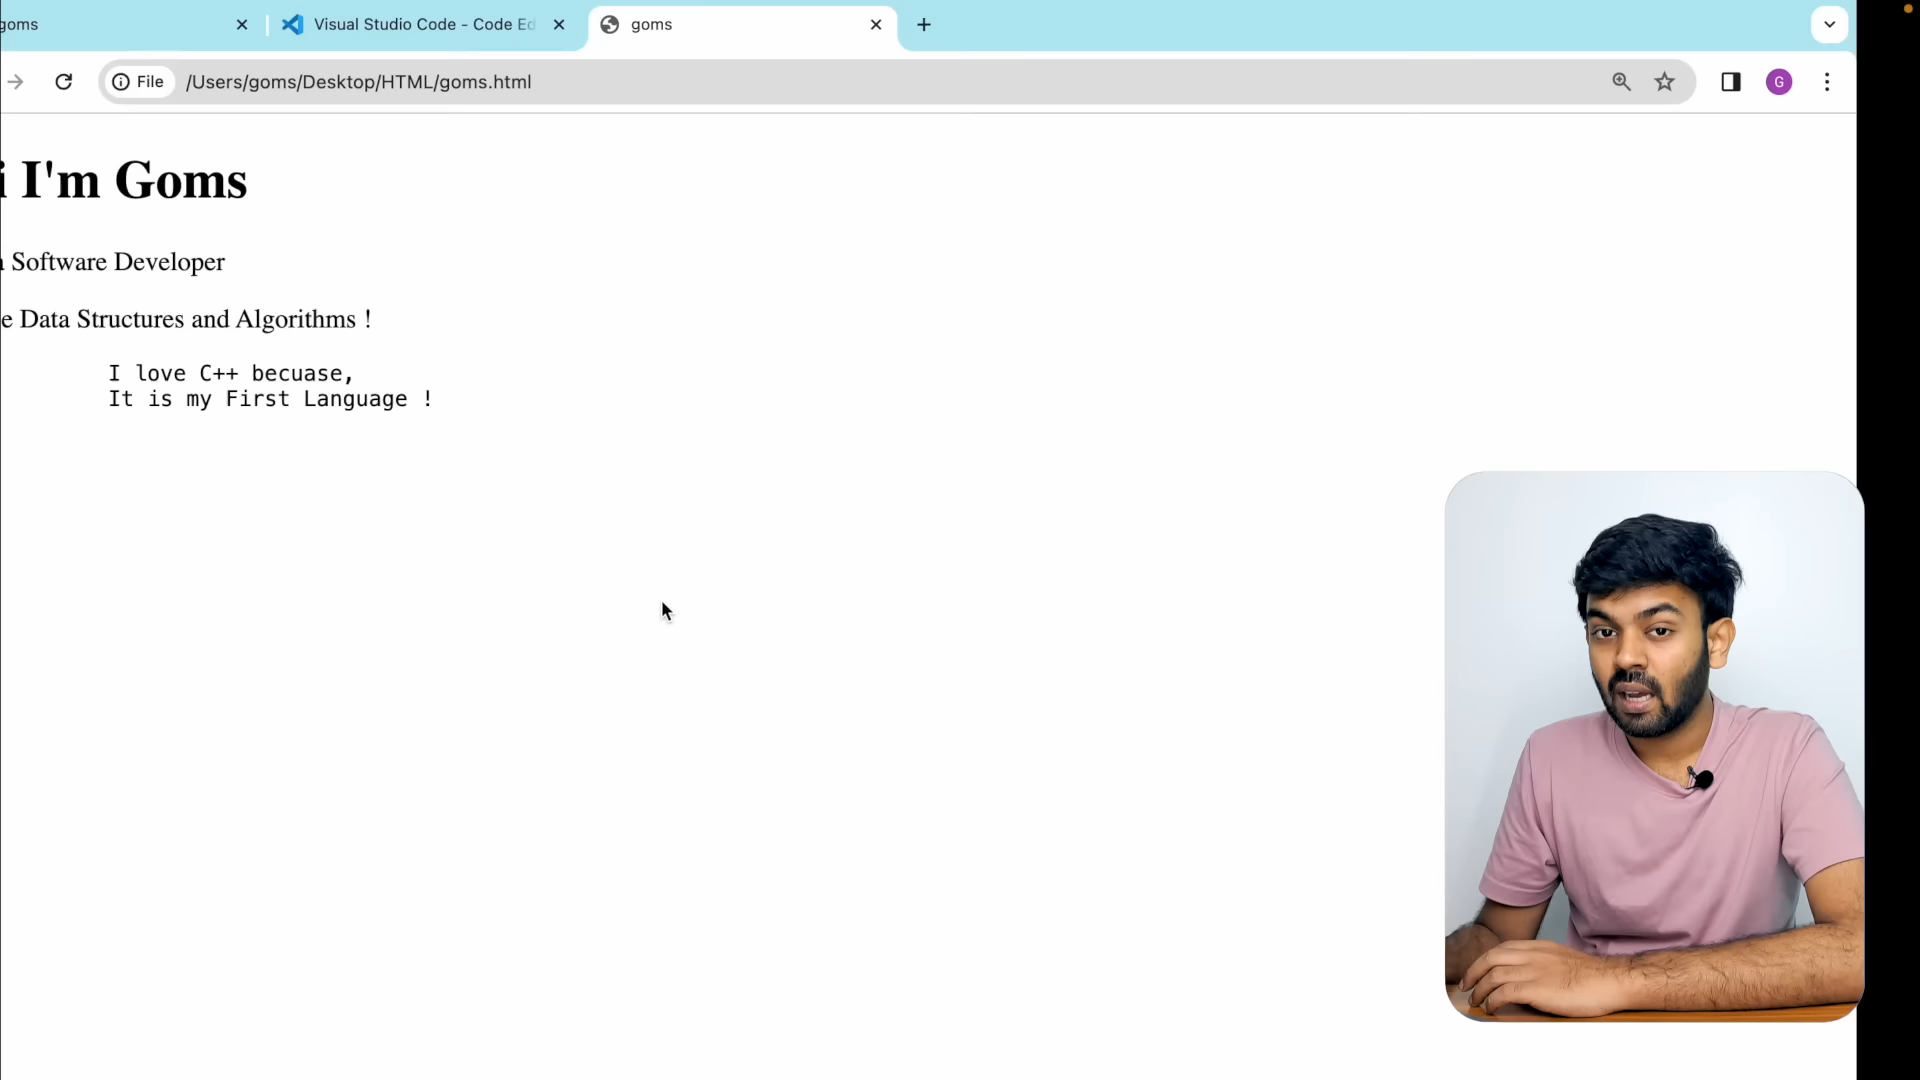 goms
Visual Studio Code - Code Ed
goms
File
/Users/goms/Desktop/HTML/goms.html
G
i I'm Goms
Software Developer
e Data Structures and Algorithms !
I love C++ becuase,
It is my First Language !